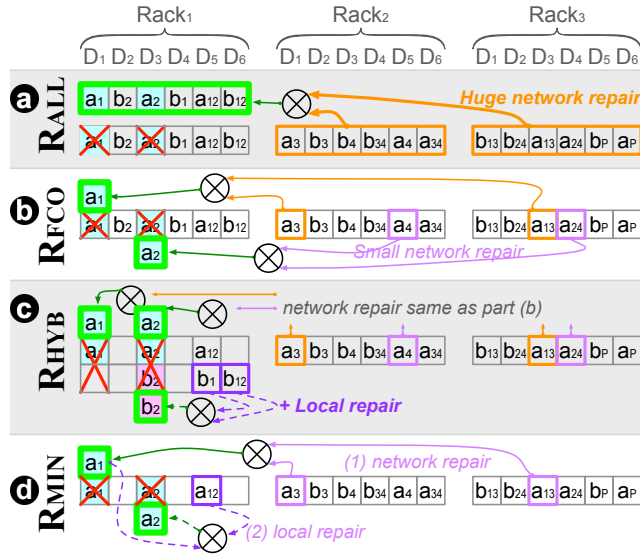 Rack1 Rack2 Rack3
D1 D2 D3 D4 D5 D6 D1 D2 D3 D4 D5 D6 D1 D2 D3 D4 D5 D6
a RALL
a1 b2 a2 b1 a12 b12
Huge network repair
a1 b2 a2 b1 a12 b12 a3 b3 b4 b34 a4 a34 b13 b24 a13 a24 bP aP
b RFCO
a1
a1 b2 a2 b1 a12 b12 a3 b3 b4 b34 a4 a34 b13 b24 a13 a24 bP aP
a2
Small network repair
c RHYB
a1 a2
network repair same as part (b)
a1 a2 a12 a3 b3 b4 b34 a4 a34 b13 b24 a13 a24 bP aP
b2 b1 b12
b2
+ Local repair
d RMIN
a1
(1) network repair
a1 a2 a12 a3 b3 b4 b34 a4 a34 b13 b24 a13 a24 bP aP
a2
(2) local repair